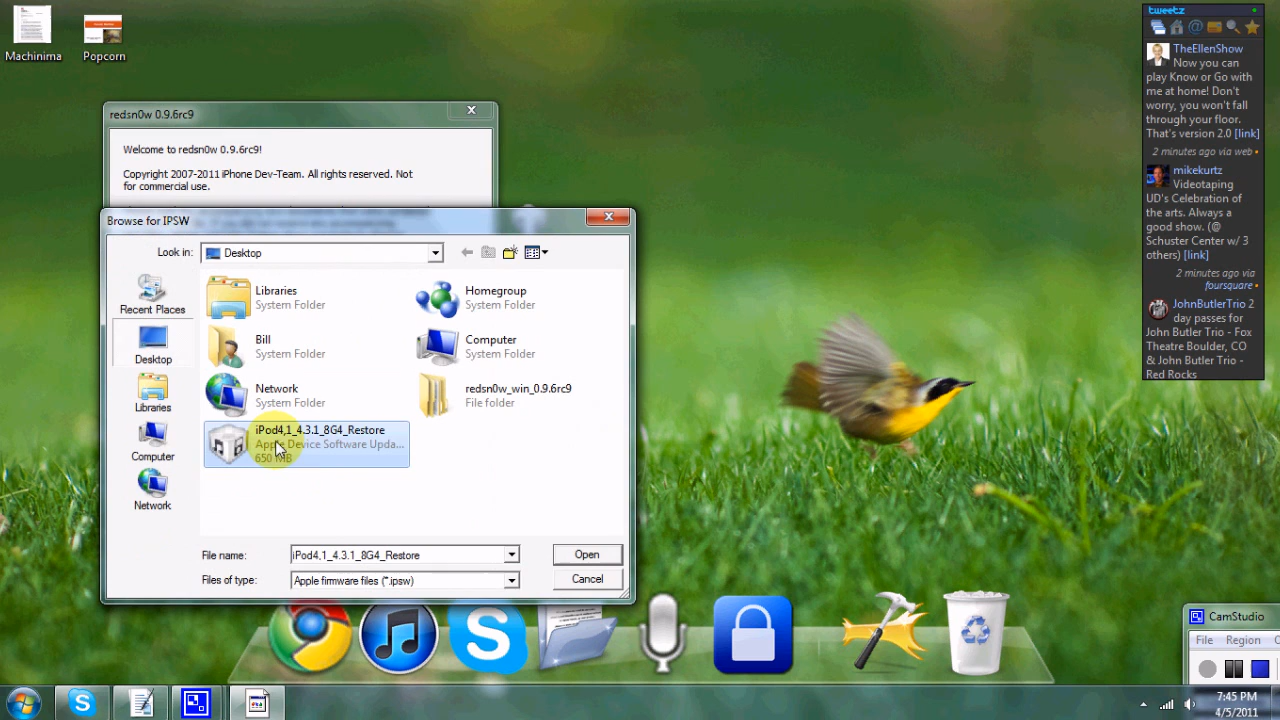 Machinima
Popcorn
redsn0w 0.9.6rc9
Welcome to redsn0w 0.9.6rc9!
Copyright 2007-2011 iPhone Dev-Team. All rights reserved. Not
for commercial use.
Browse for IPSW
Look in:
Desktop
Recent Places
Desktop
Libraries
Computer
Network
Libraries
System Folder
Homegroup
System Folder
Bill
System Folder
Computer
System Folder
Network
System Folder
redsn0w_win_0.9.6rc9
File folder
iPod4,1_4.3.1_8G4_Restore
Apple Device Software Upda...
650 MB
File name:
iPod4,1_4.3.1_8G4_Restore
Open
Files of type:
Apple firmware files (*.ipsw)
Cancel
tweetz
TheEllenShow
Now you can
play Know or Go with
me at home! Don't
worry, you won't fall
through your floor.
That's version 2.0 [link]
2 minutes ago via web
mikekurtz
Videotaping
UD's Celebration of
the arts. Always a
good show. (@
Schuster Center w/ 3
others) [link]
2 minutes ago via
foursquare
JohnButlerTrio 2
day passes for
John Butler Trio - Fox
Theatre Boulder, CO
& John Butler Trio -
Red Rocks
CamStudio
File Region
7:45 PM
4/5/2011